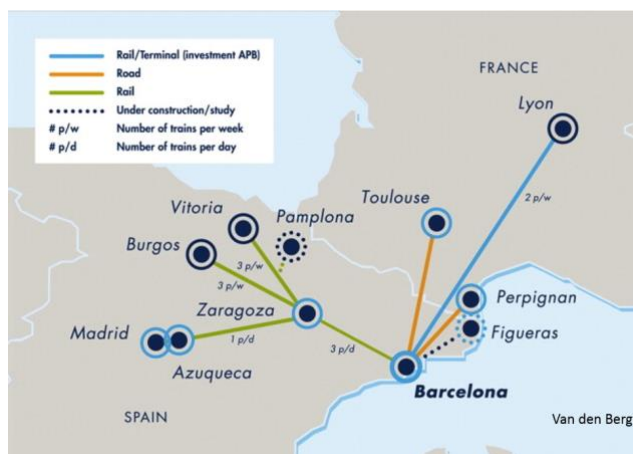 Rail/Terminal (investment APB)
Road
Rail
Under construction/study
# p/w Number of trains per week
# p/d Number of trains per day
FRANCE
Lyon
2 p/w
Toulouse
Vitoria
Pamplona
Burgos
3 p/w
3 p/w
Zaragoza
Perpignan
Figueras
Madrid
1 p/d
3 p/d
Azuqueca
Barcelona
SPAIN
Van den Berg